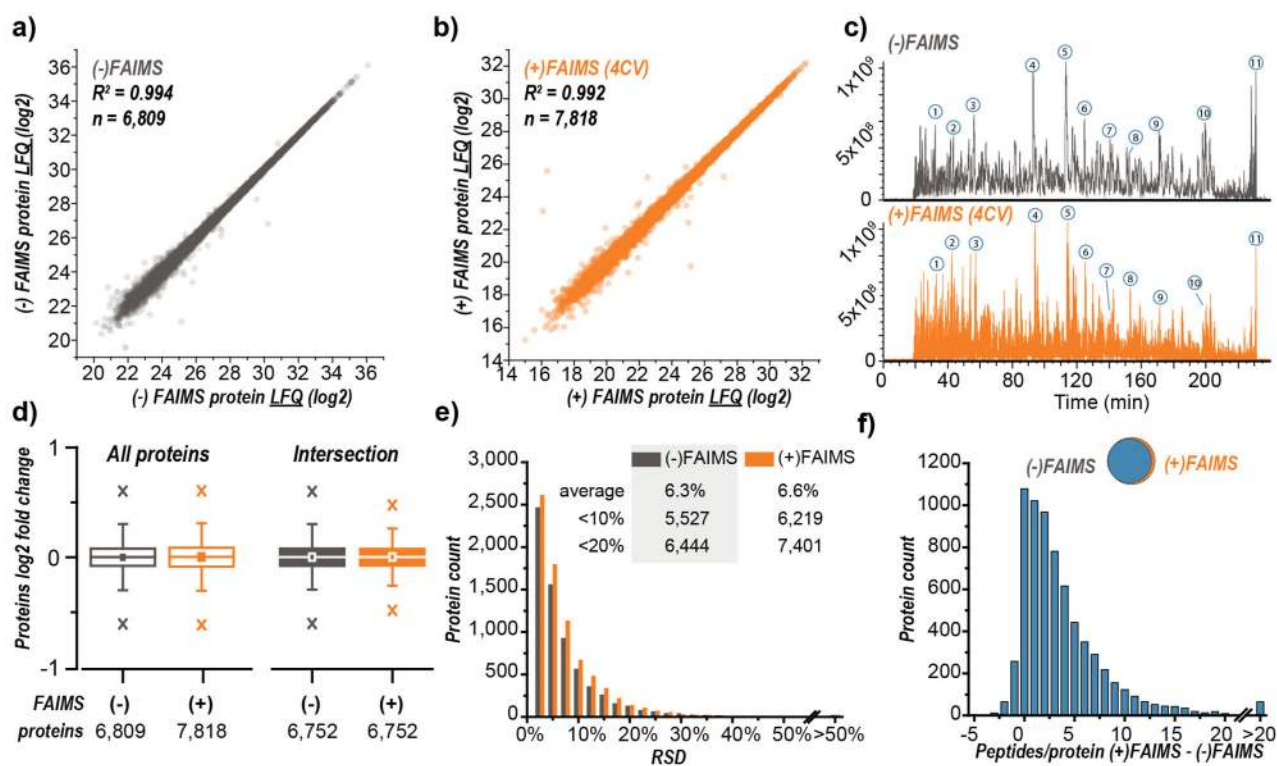 a)
(-)FAIMS
R² = 0.994
n = 6,809
(-) FAIMS protein LFQ (log2)
36
34
32
30
28
26
24
22
20
20 22 24 26 28 30 32 34 36
(-) FAIMS protein LFQ (log2)
b)
(+)FAIMS (4CV)
R² = 0.992
n = 7,818
(+) FAIMS protein LFQ (log2)
32
30
28
26
24
22
20
18
16
14
15 18 20 22 24 26 28 30 32
(+) FAIMS protein LFQ (log2)
c)
(-)FAIMS
1x10⁹
5x10⁸
0
1 2 3 4 5 6 7 8 9 10 11
(+)FAIMS (4CV)
1x10⁹
5x10⁸
0
1 2 3 4 5 6 7 8 9 10 11
0 40 80 120 160 200
Time (min)
d)
Proteins log2 fold change
1
0
-1
All proteins Intersection
x x x x
x x x x
FAIMS (-) (+) (-) (+)
proteins 6,809 7,818 6,752 6,752
e)
Protein count
3,000
2,500
2,000
1,500
1,000
500
0
(-)FAIMS (+)FAIMS
average 6.3% 6.6%
<10% 5,527 6,219
<20% 6,444 7,401
0% 10% 20% 30% 40% 50% >50%
RSD
f)
(-)FAIMS (+)FAIMS
Protein count
1200
1000
800
600
400
200
0
-5 0 5 10 15 20 >20
Peptides/protein (+)FAIMS - (-)FAIMS